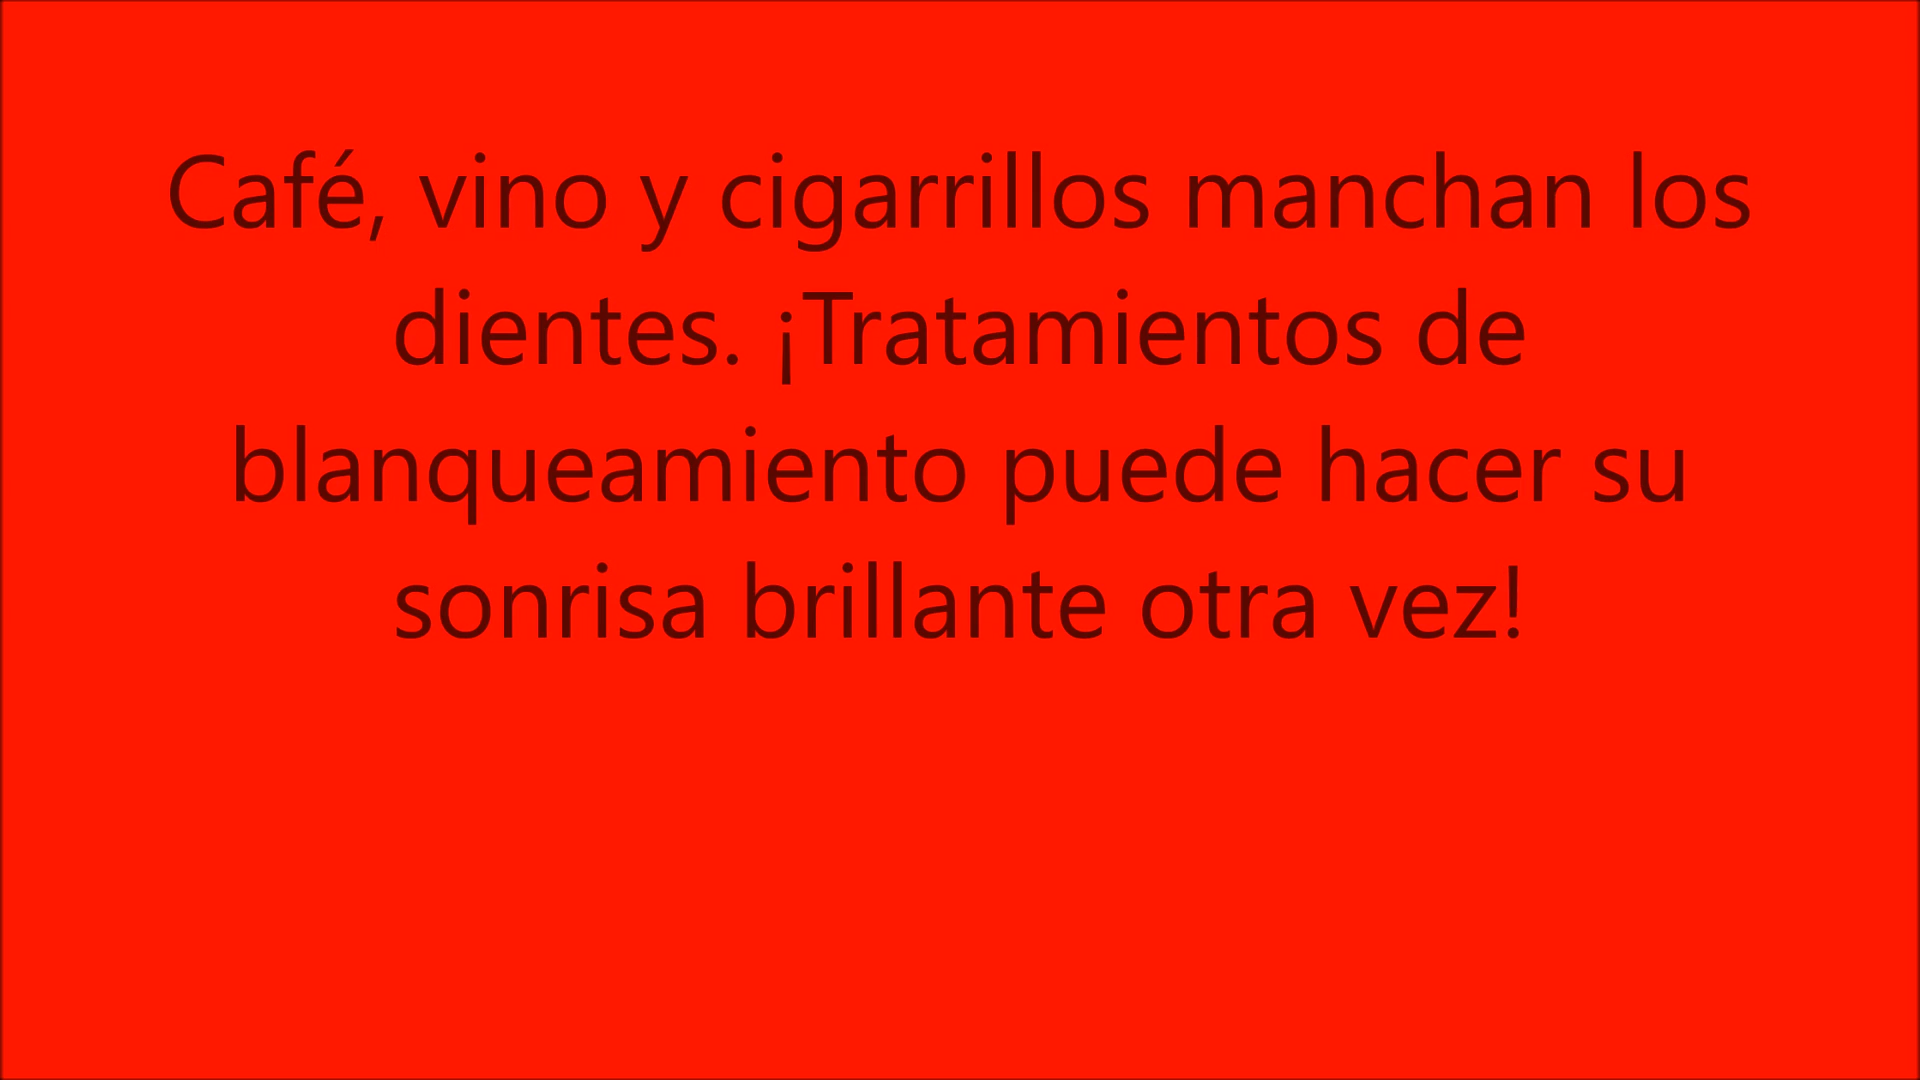 Café, vino y cigarrillos manchan los
dientes. ¡Tratamientos de
blanqueamiento puede hacer su
sonrisa brillante otra vez!